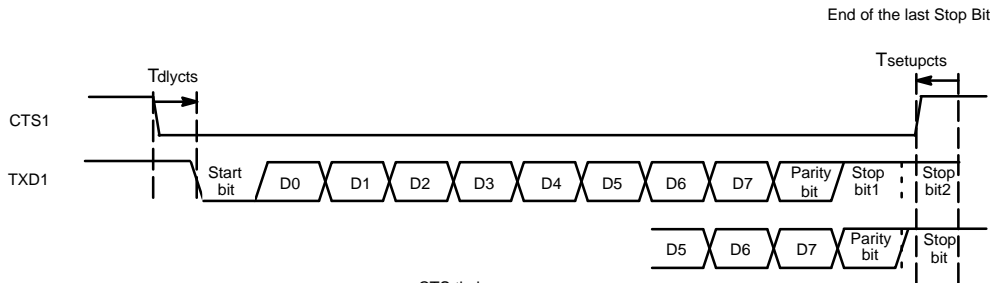 End of the last Stop Bit
Tdlycts
Tsetupcts
CTS1
TXD1
Start bit
D0
D1
D2
D3
D4
D5
D6
D7
Parity bit
Stop bit1
Stop bit2
D5
D6
D7
Parity bit
Stop bit